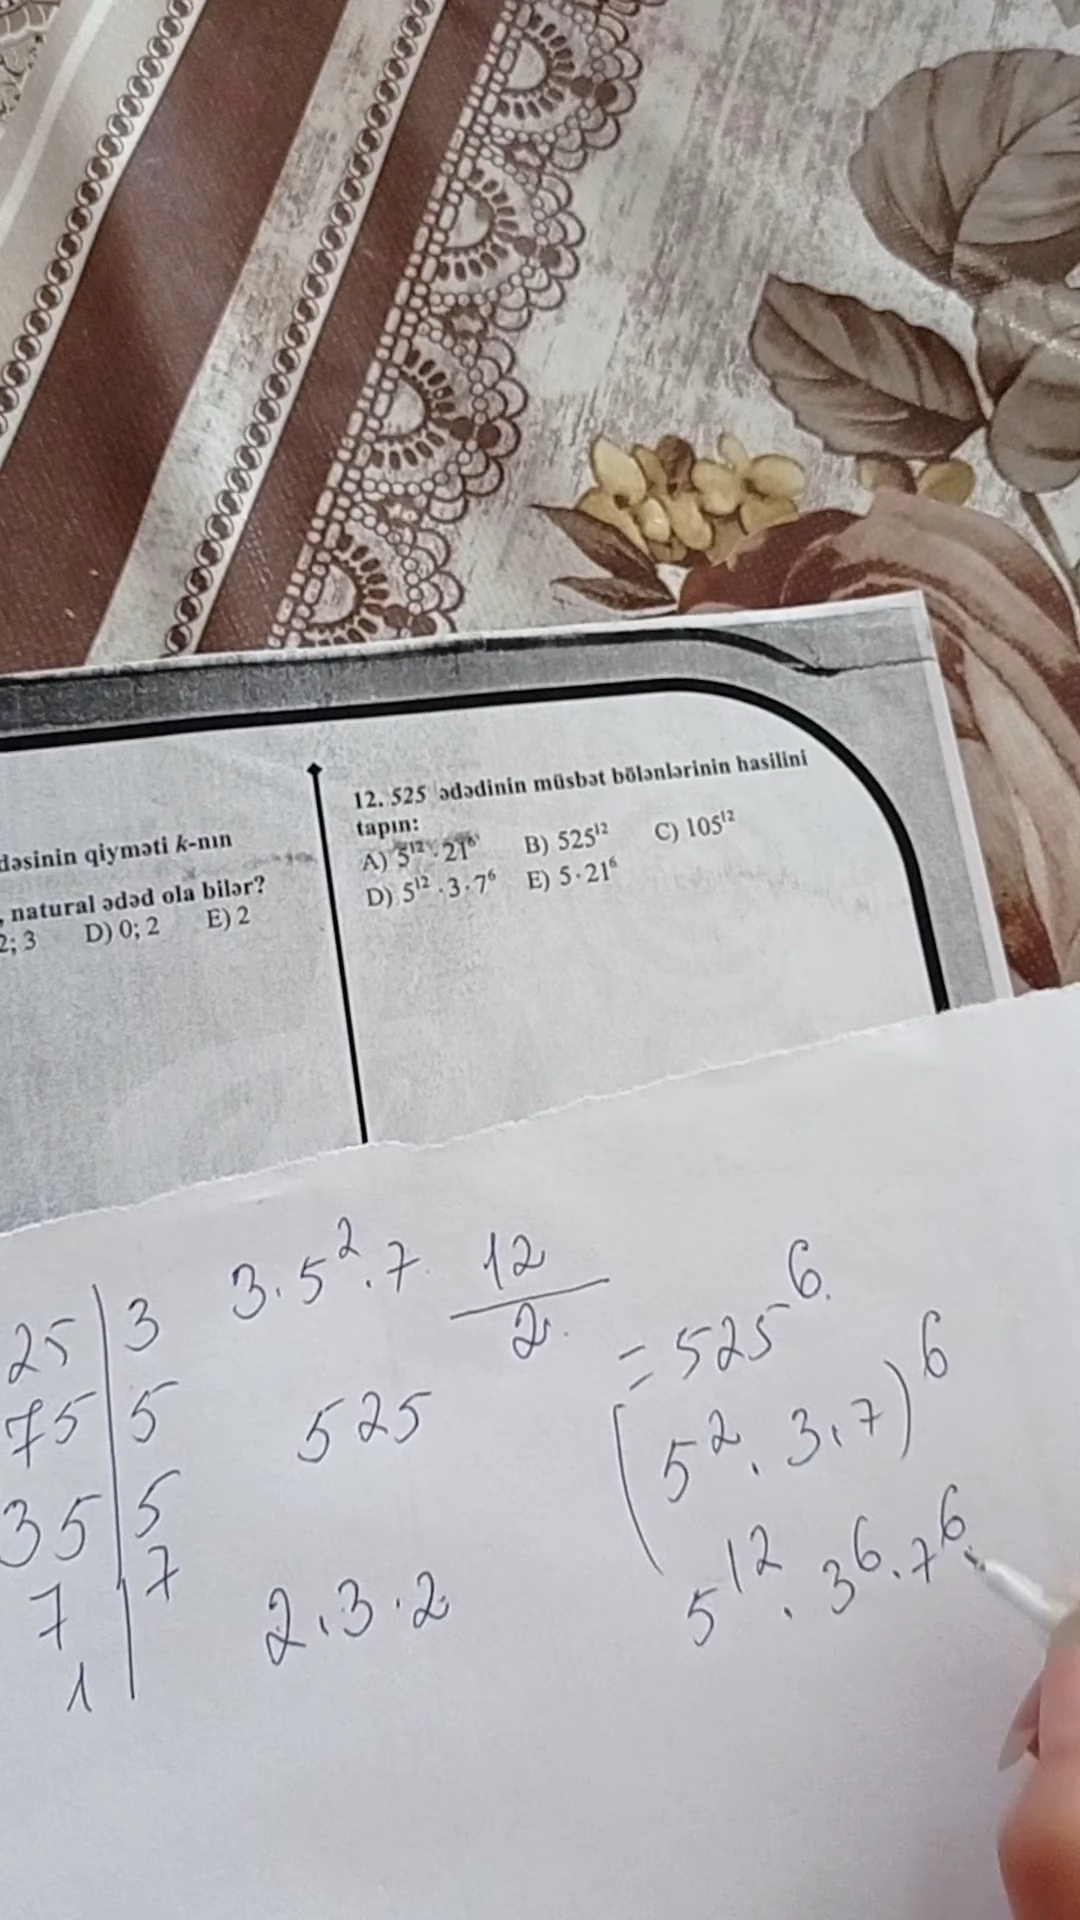 dəsinin qiyməti k-nın
, natural ədəd ola bilər?
2; 3 D) 0; 2 E) 2
12. 525 ədədinin müsbət bölənlərinin hasilini
tapın:
A) 5¹² · 21⁶ B) 525¹² C) 105¹²
D) 5¹² · 3 · 7⁶ E) 5 · 21⁶
25 | 3
75 | 5
35 | 5
7 | 7
1
3 · 5² · 7
12
2
525
2 · 3 · 2
= 525⁶
(5² · 3 · 7)⁶
5¹² · 3⁶ · 7⁶